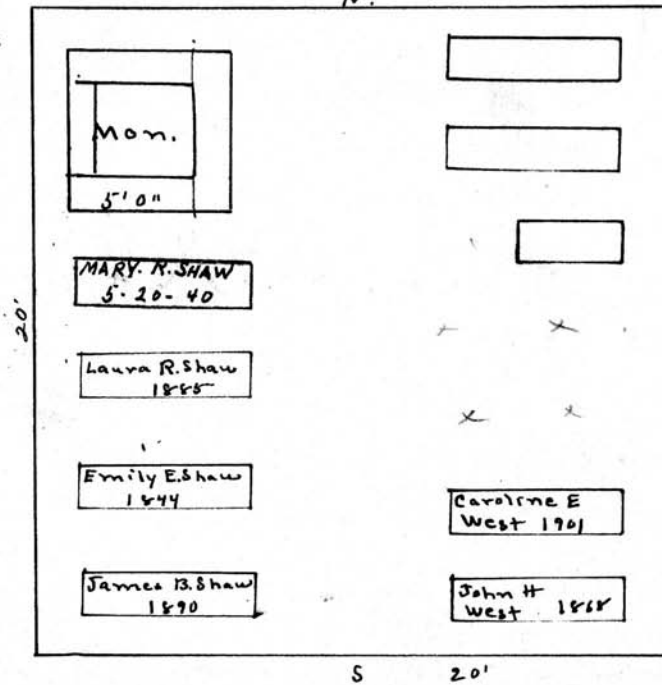 N.
Mon.
5'0"
MARY. R. SHAW
5-20-40
20'
Laura R. Shaw
1885
Emily E. Shaw
1844
James B. Shaw
1890
Caroline E
West 1901
John H
West 1868
S 20'